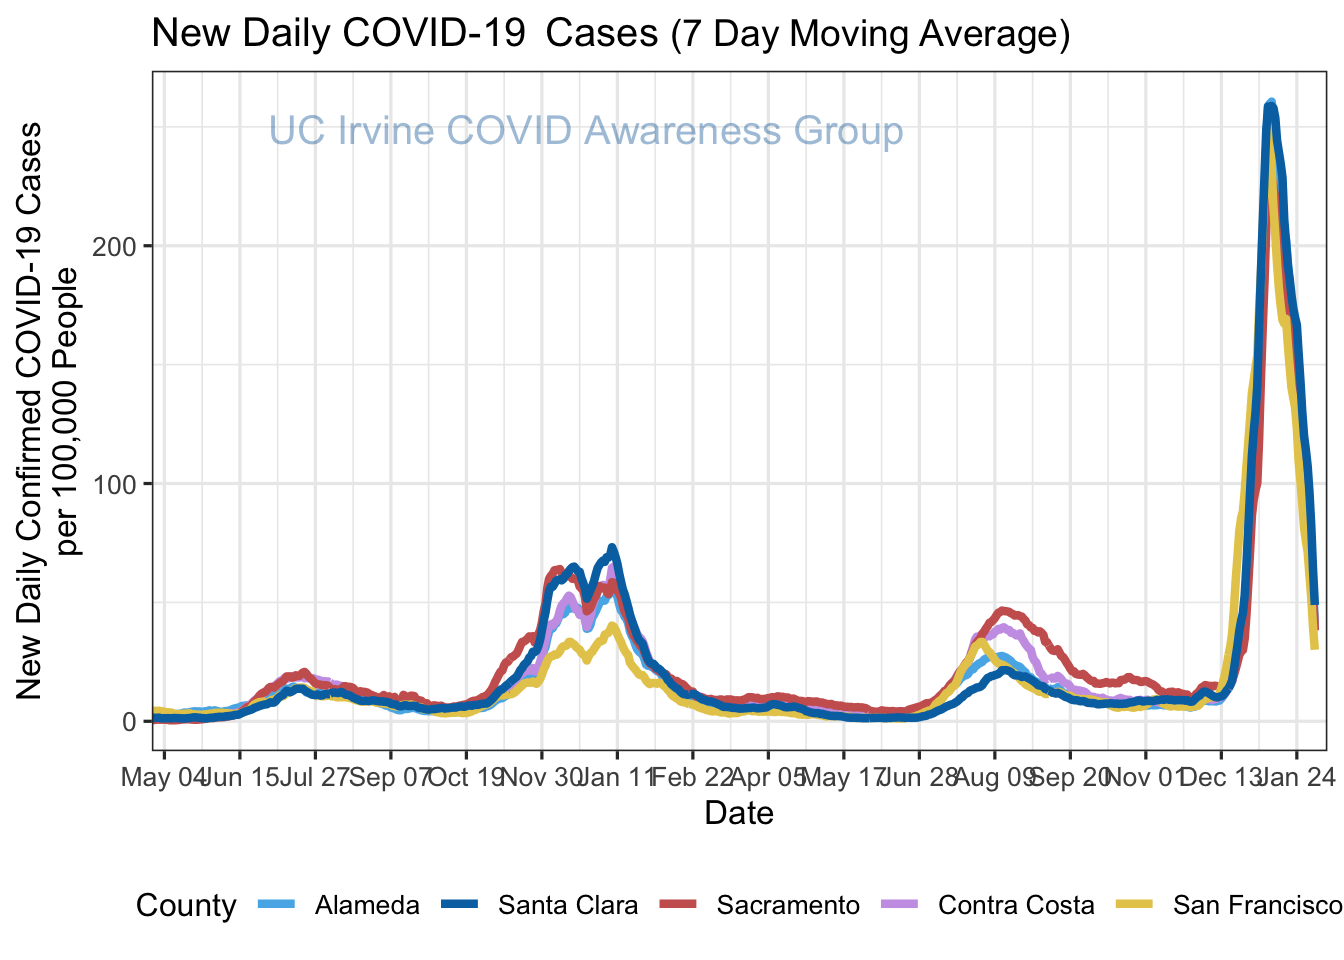 New Daily COVID-19 Cases (7 Day Moving Average)
UC Irvine COVID Awareness Group
New Daily Confirmed COVID-19 Cases
per 100,000 People
200
100
0
May 04 Jun 15 Jul 27 Sep 07 Oct 19 Nov 30 Jan 11 Feb 22 Apr 05 May 17 Jun 28 Aug 09 Sep 20 Nov 01 Dec 13 Jan 24
Date
County Alameda Santa Clara Sacramento Contra Costa San Francisco